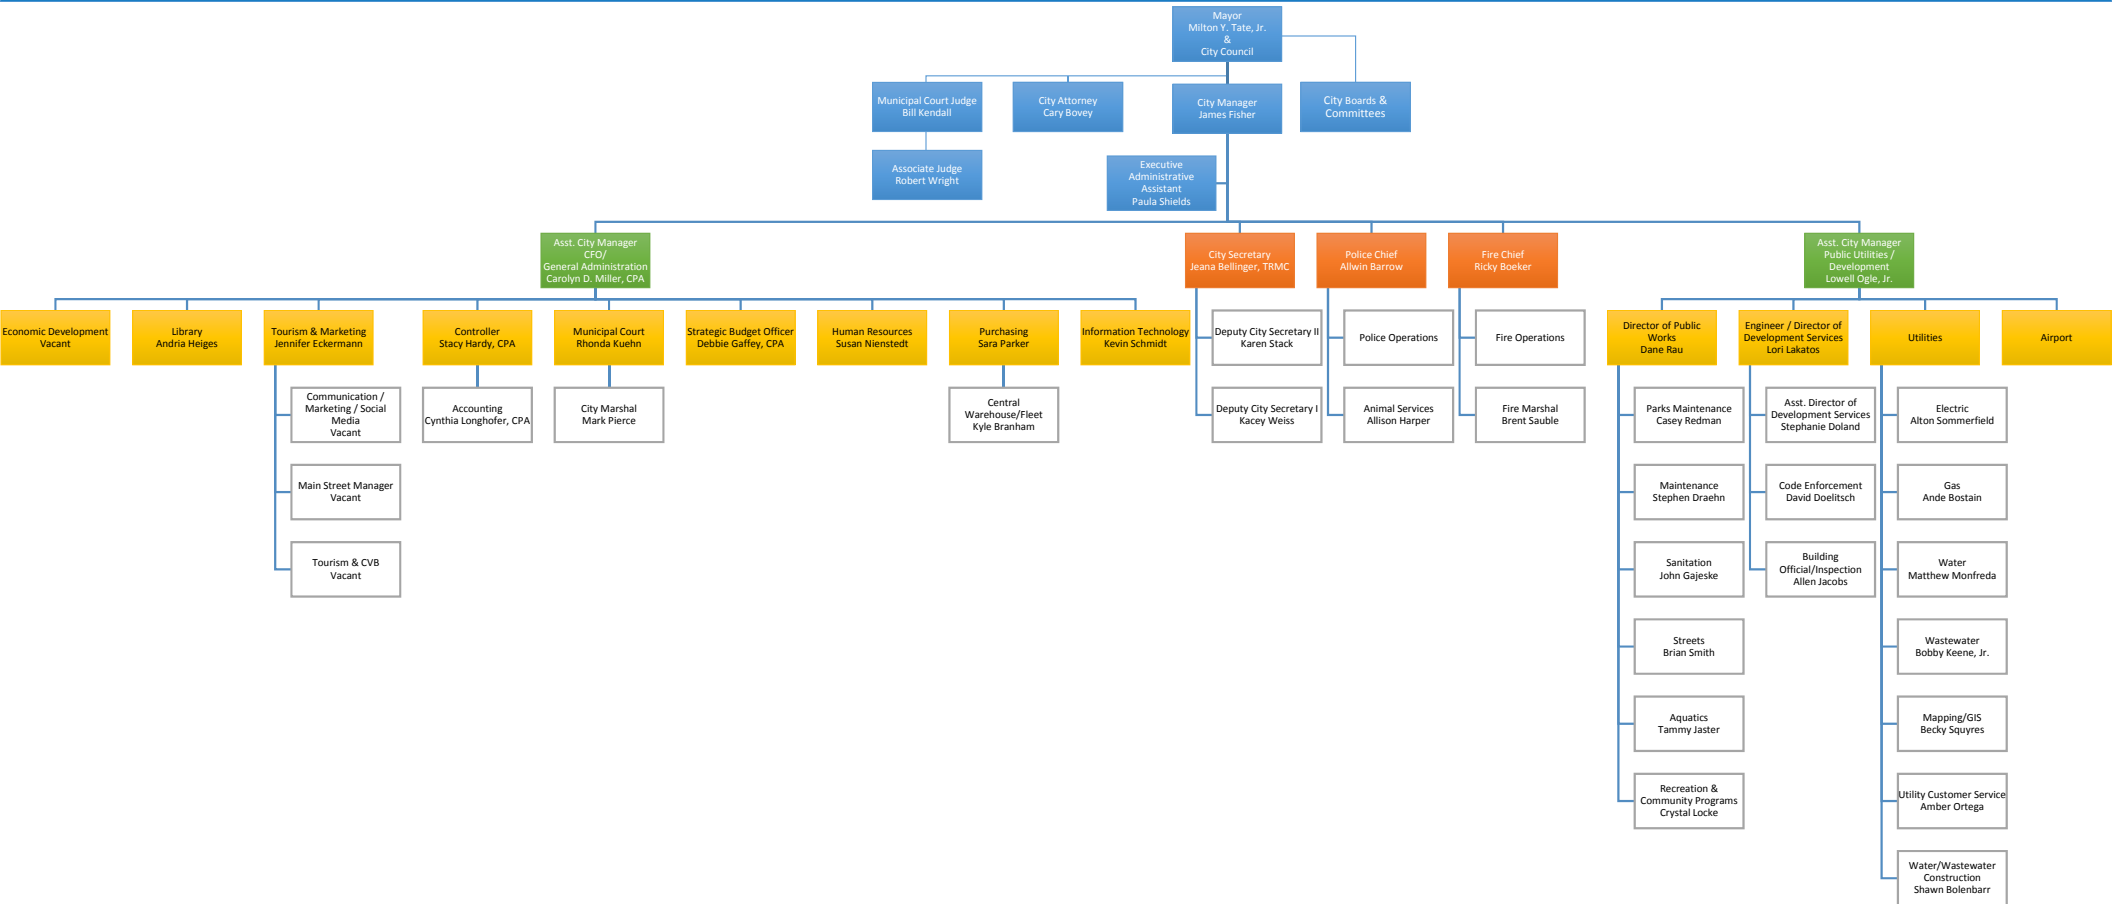 Mayor
Milton Y. Tate, Jr.
&
City Council
Municipal Court Judge
Bill Kendall
City Attorney
Cary Bovey
City Manager
James Fisher
City Boards &
Committees
Associate Judge
Robert Wright
Executive
Administrative
Assistant
Paula Shields
Asst. City Manager
CFO/
General Administration
Carolyn D. Miller, CPA
City Secretary
Jeana Bellinger, TRMC
Police Chief
Allwin Barrow
Fire Chief
Ricky Boeker
Asst. City Manager
Public Utilities /
Development
Lowell Ogle, Jr.
Economic Development
Vacant
Library
Andria Heiges
Tourism & Marketing
Jennifer Eckermann
Controller
Stacy Hardy, CPA
Municipal Court
Rhonda Kuehn
Strategic Budget Officer
Debbie Gaffey, CPA
Human Resources
Susan Nienstedt
Purchasing
Sara Parker
Information Technology
Kevin Schmidt
Deputy City Secretary II
Karen Stack
Police Operations
Fire Operations
Director of Public
Works
Dane Rau
Engineer / Director of
Development Services
Lori Lakatos
Utilities
Airport
Communication /
Marketing / Social
Media
Vacant
Accounting
Cynthia Longhofer, CPA
City Marshal
Mark Pierce
Central
Warehouse/Fleet
Kyle Branham
Deputy City Secretary I
Kacey Weiss
Animal Services
Allison Harper
Fire Marshal
Brent Sauble
Parks Maintenance
Casey Redman
Asst. Director of
Development Services
Stephanie Doland
Electric
Alton Sommerfield
Main Street Manager
Vacant
Maintenance
Stephen Draehn
Code Enforcement
David Doelitsch
Gas
Ande Bostain
Tourism & CVB
Vacant
Sanitation
John Gajeske
Building
Official/Inspection
Allen Jacobs
Water
Matthew Monfreda
Streets
Brian Smith
Wastewater
Bobby Keene, Jr.
Aquatics
Tammy Jaster
Mapping/GIS
Becky Squyres
Recreation &
Community Programs
Crystal Locke
Utility Customer Service
Amber Ortega
Water/Wastewater
Construction
Shawn Bolenbarr